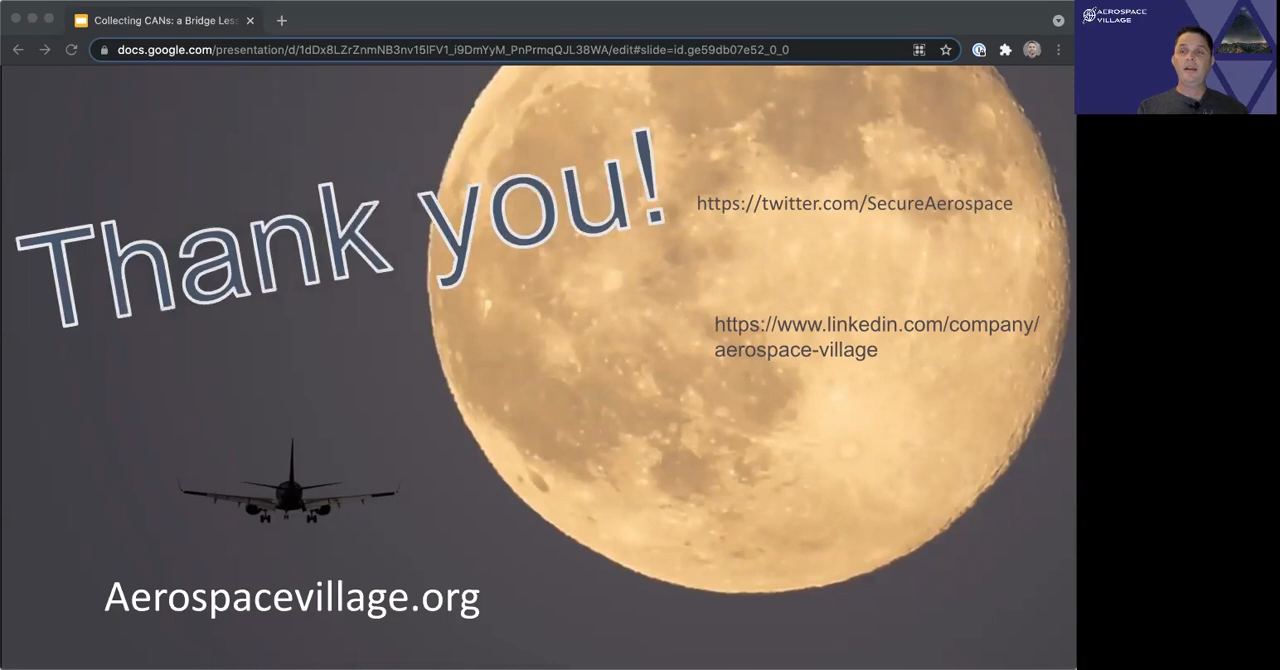 Collecting CANs: a Bridge Less
docs.google.com/presentation/d/1dDx8LZrZnmNB3nv15lFV1_i9DmYyM_PnPrmqQJL38WA/edit#slide=id.ge59db07e52_0_0
AEROSPACE
VILLAGE
Thank you!
https://twitter.com/SecureAerospace
https://www.linkedin.com/company/
aerospace-village
Aerospacevillage.org